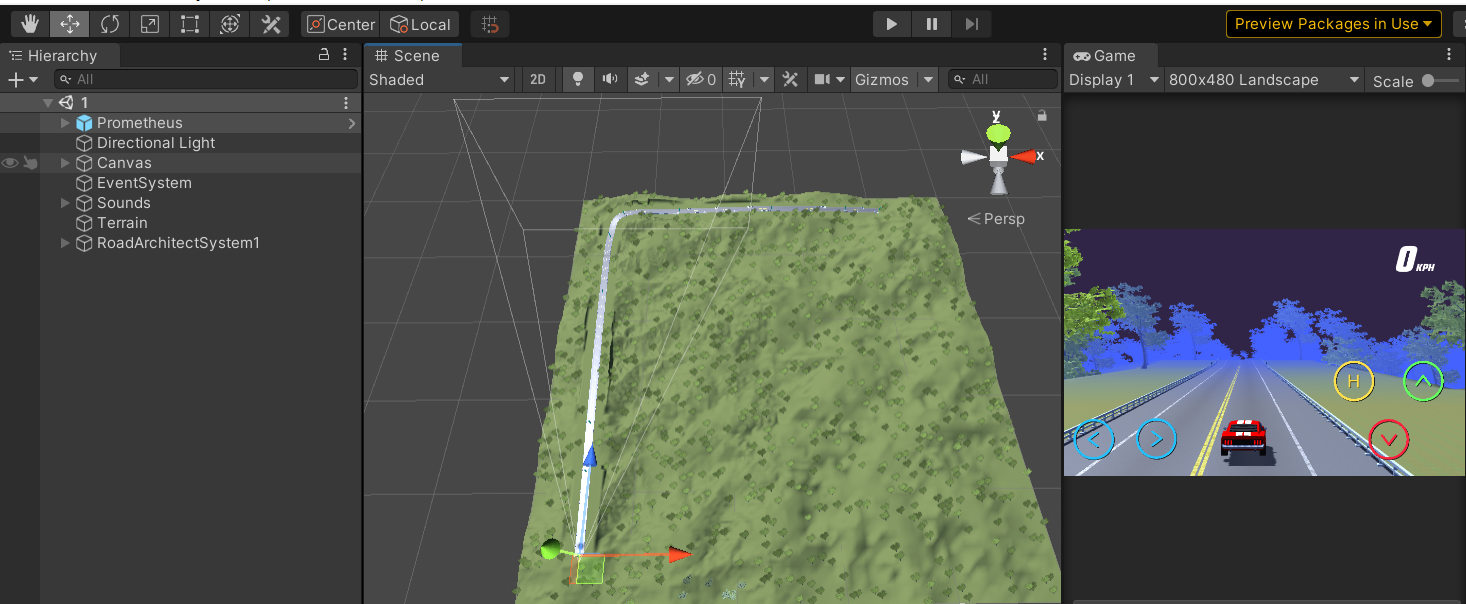 Center
Local
Preview Packages in Use
Hierarchy
Scene
Game
All
Shaded
2D
0
Gizmos
All
Display 1
800x480 Landscape
Scale
1
Prometheus
Directional Light
Canvas
EventSystem
Sounds
Terrain
RoadArchitectSystem1
y
x
Persp
0 KPH
H